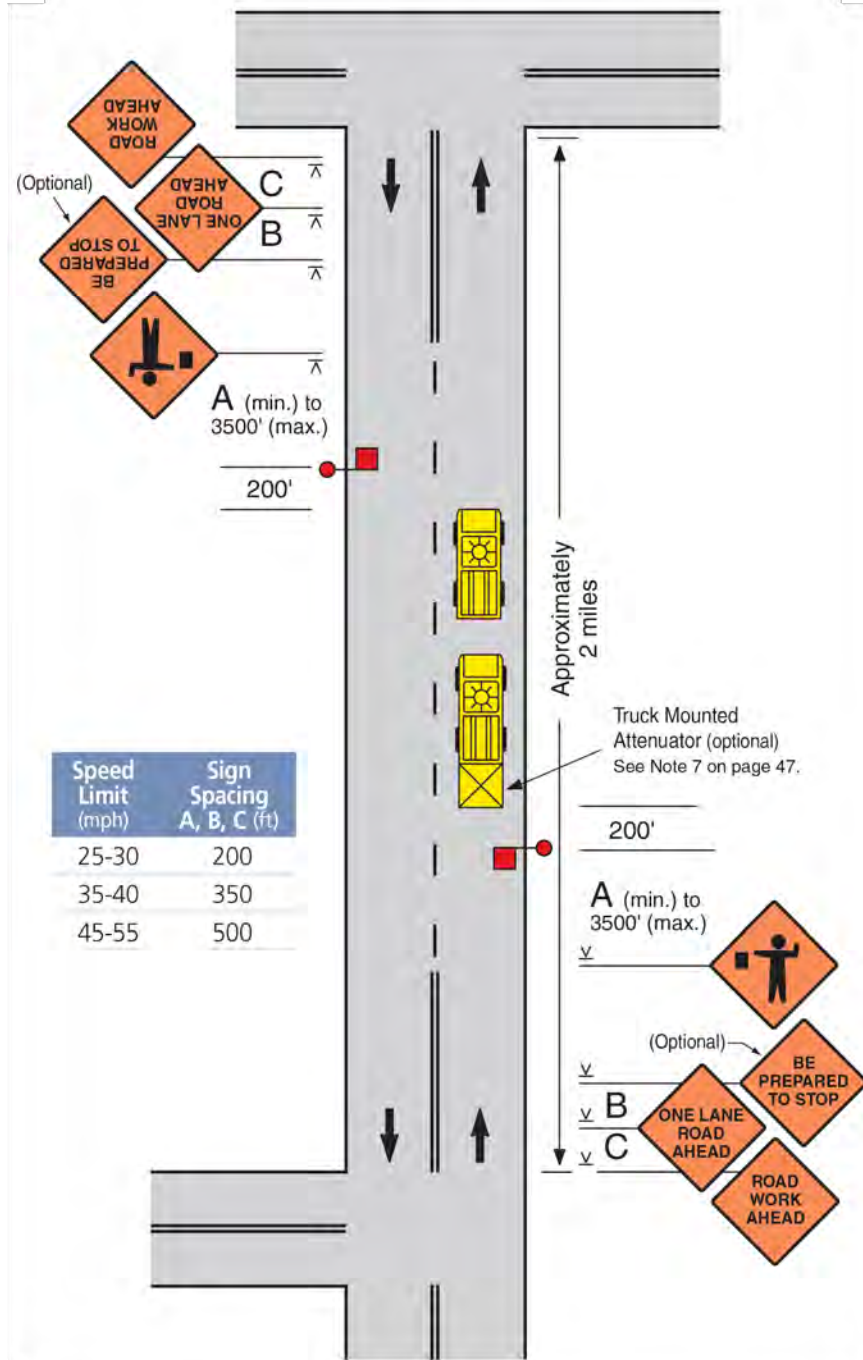 ROAD
WORK
AHEAD
ONE LANE
ROAD
AHEAD
(Optional)
BE
PREPARED
TO STOP
C
B
A (min.) to
3500' (max.)
200'
Approximately
2 miles
Truck Mounted
Attenuator (optional)
See Note 7 on page 47.
200'
Speed Limit (mph) Sign Spacing A, B, C (ft)
25-30 200
35-40 350
45-55 500
A (min.) to
3500' (max.)
(Optional)
BE
PREPARED
TO STOP
B
ONE LANE
ROAD
AHEAD
C
ROAD
WORK
AHEAD